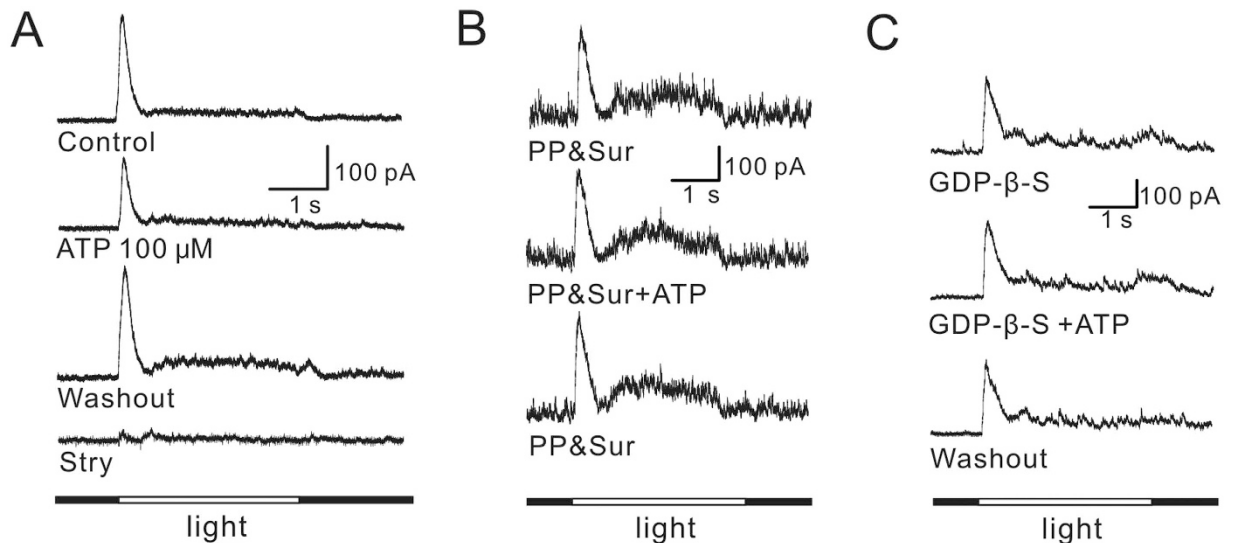 A
Control
100 pA
1 s
ATP 100 μM
Washout
Stry
light
B
PP&Sur
100 pA
1 s
PP&Sur+ATP
PP&Sur
light
C
GDP-β-S
100 pA
1 s
GDP-β-S +ATP
Washout
light